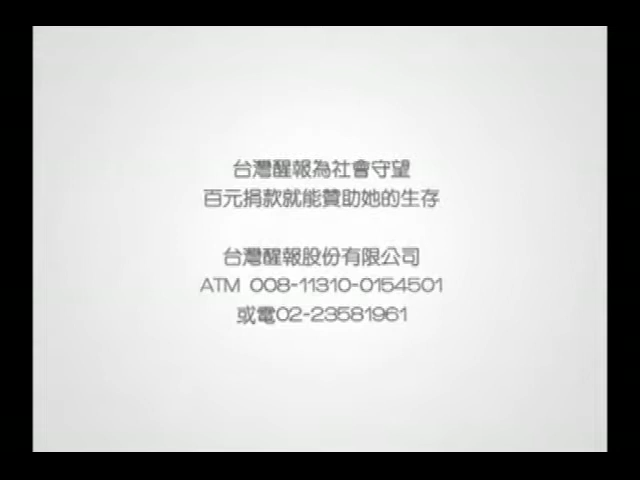 台灣醒報為社會守望
百元捐款就能贊助她的生存
台灣醒報股份有限公司
ATM 008-11310-0154501
或電02-23581961